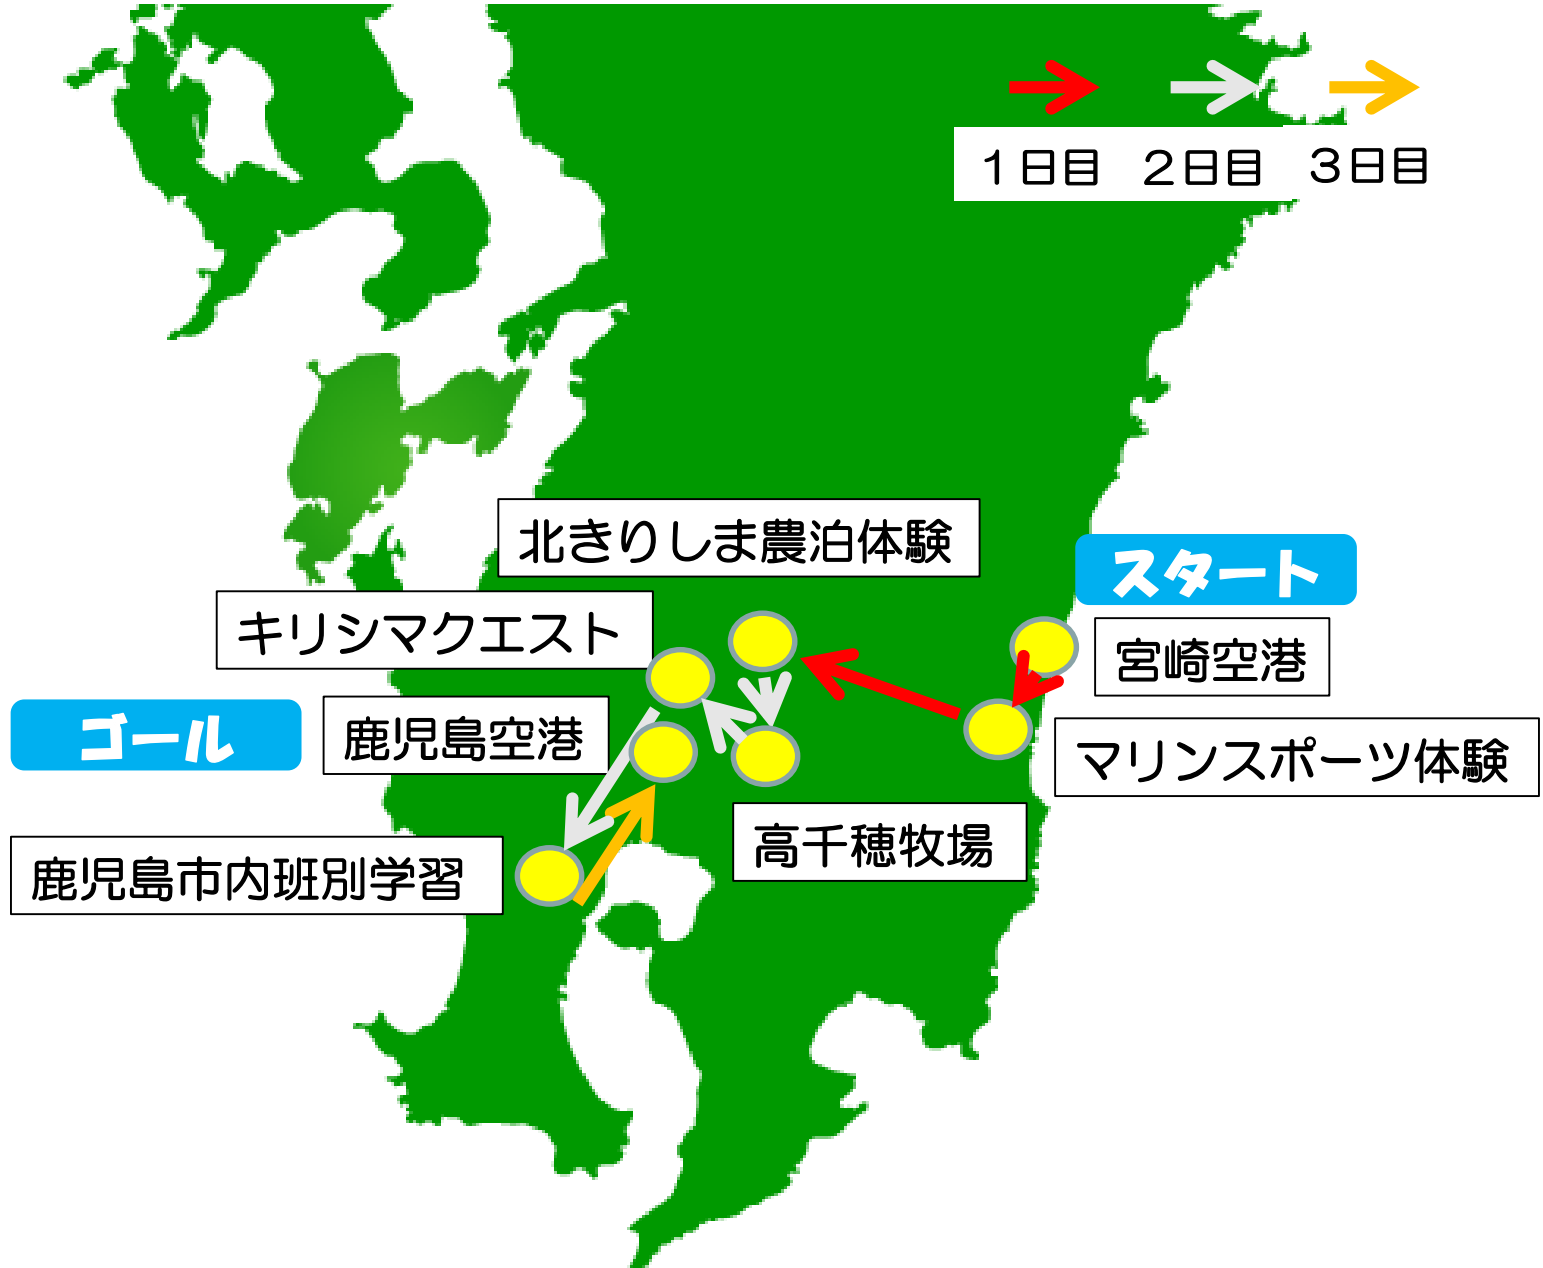 １日目
２日目
３日目
北きりしま農泊体験
スタート
キリシマクエスト
宮崎空港
ゴール
鹿児島空港
マリンスポーツ体験
高千穂牧場
鹿児島市内班別学習